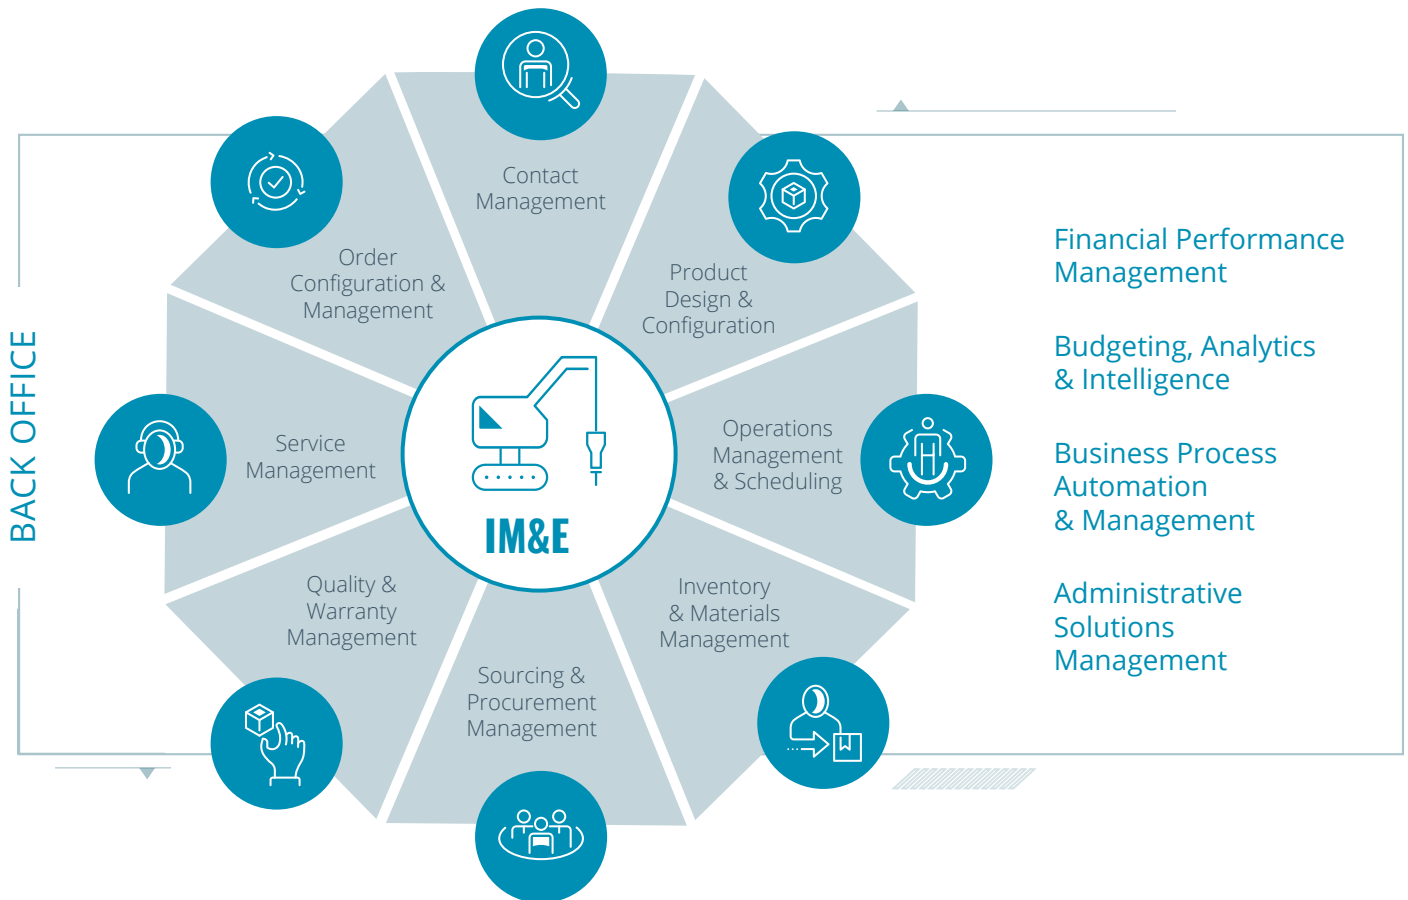 BACK OFFICE
Contact
Management
Product
Design &
Configuration
Operations
Management
& Scheduling
Inventory
& Materials
Management
Sourcing &
Procurement
Management
Quality &
Warranty
Management
Service
Management
Order
Configuration &
Management
IM&E
Financial Performance
Management
Budgeting, Analytics
& Intelligence
Business Process
Automation
& Management
Administrative
Solutions
Management